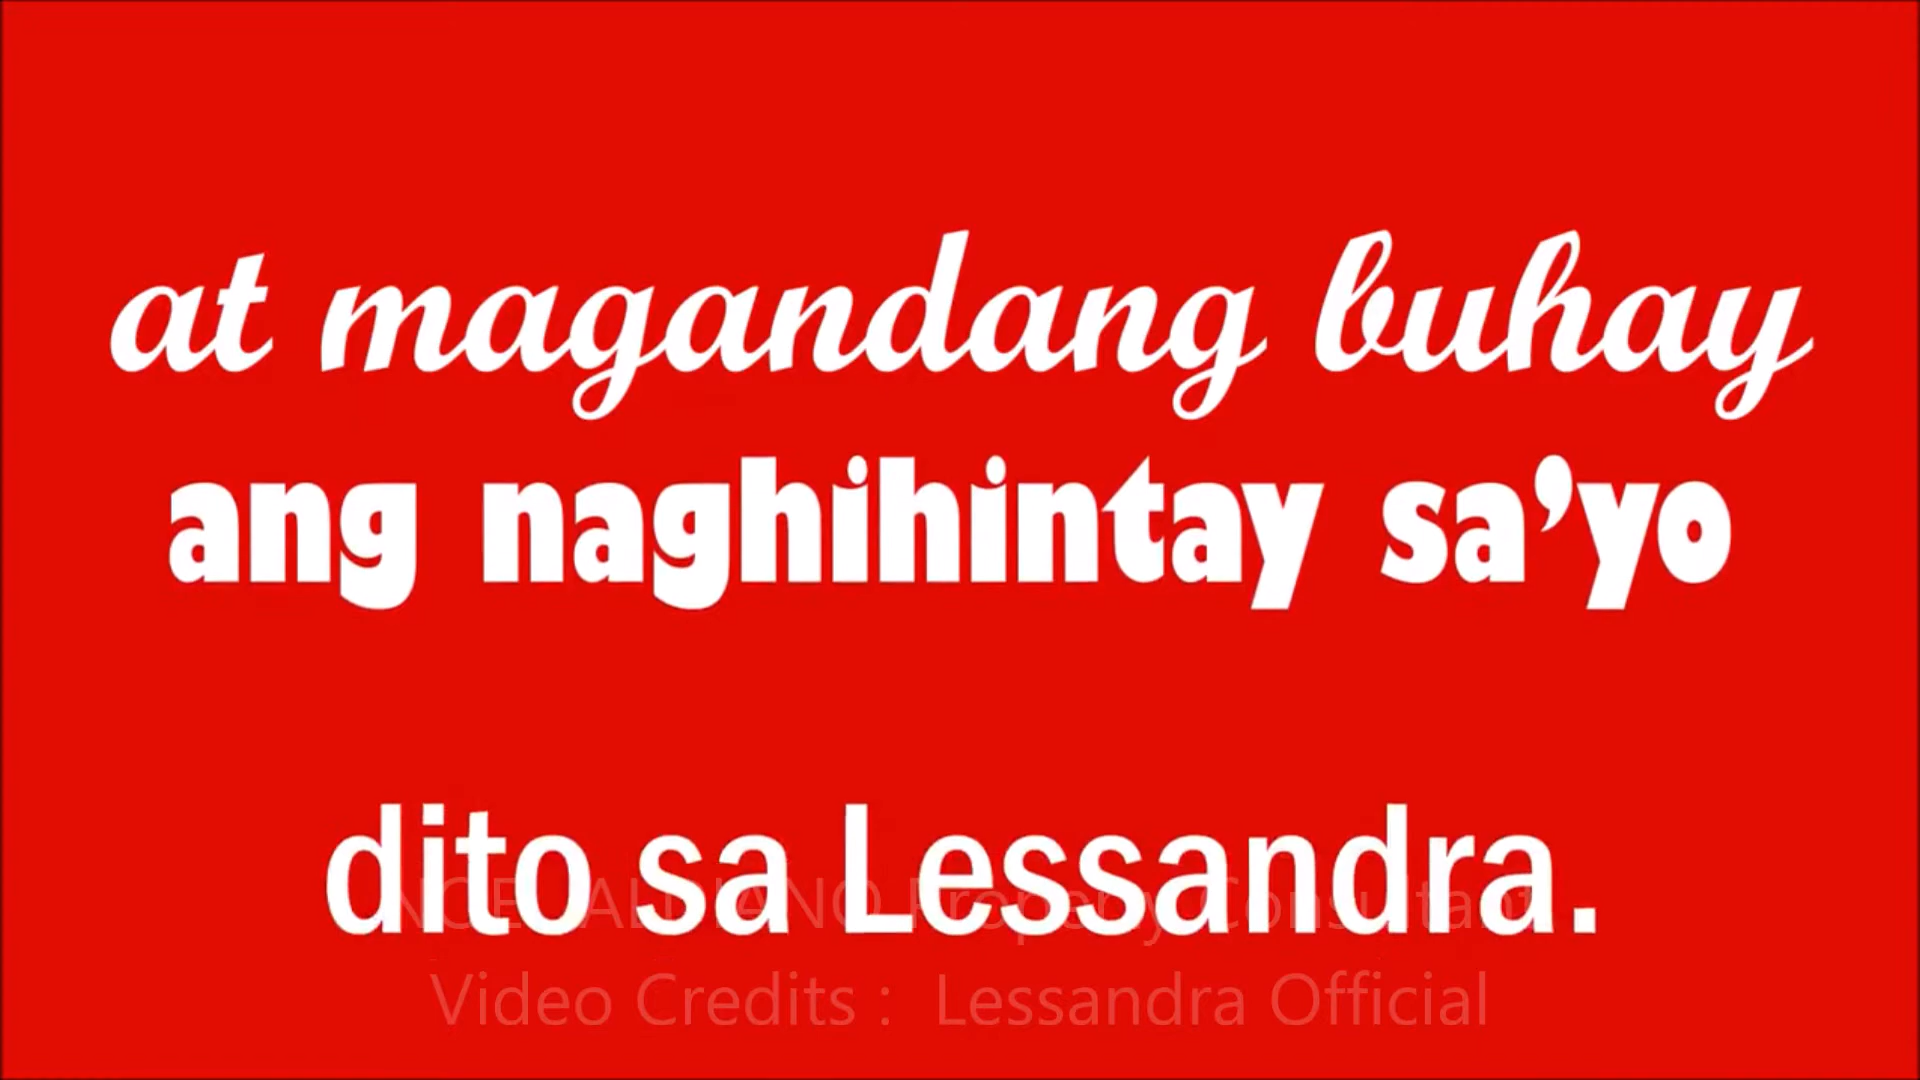 at magandang buhay
ang naghihintay sa’yo
dito sa Lessandra.
Property Consultant
Video Credits : Lessandra Official